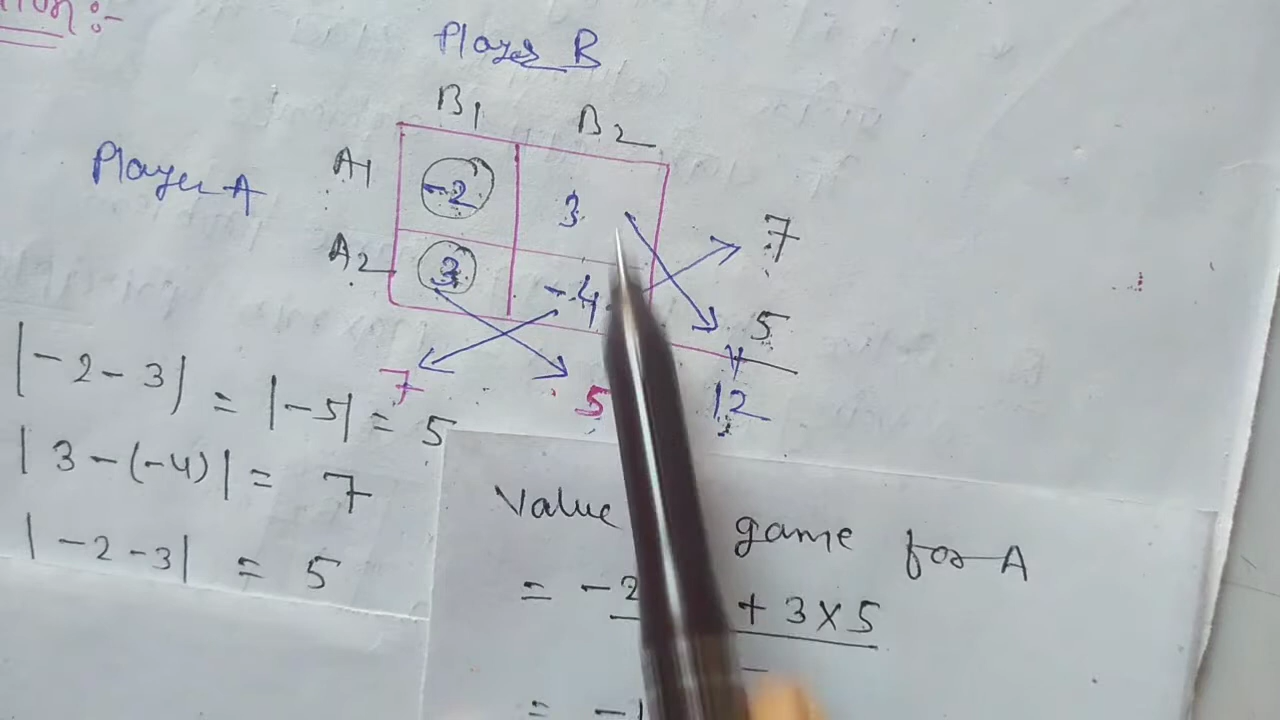 Player B
B1 B2
Player A
A1 -2 3 7
A2 3 -4 5
7 5 12
|-2-3| = |-5| = 5
|3-(-4)| = 7
|-2-3| = 5
Value game for A
= -2 + 3×5
=